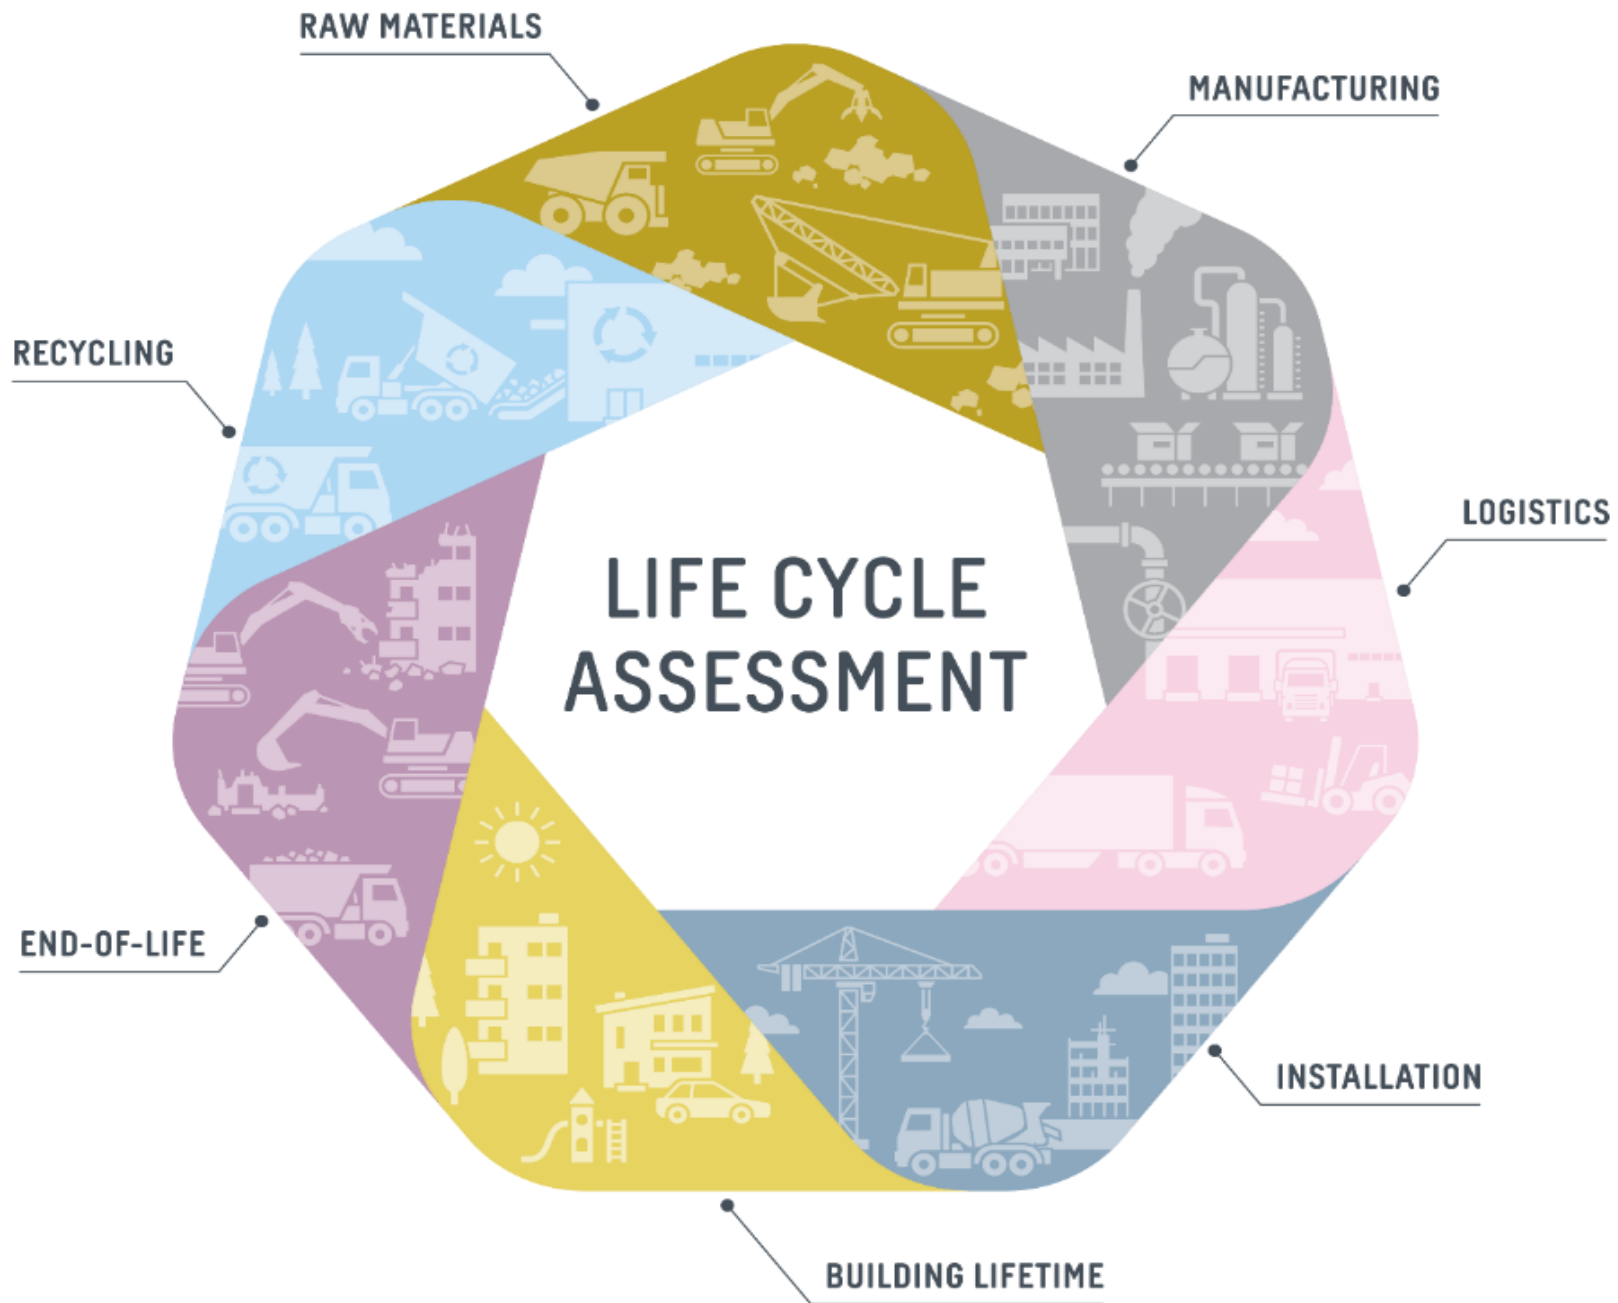 RAW MATERIALS
MANUFACTURING
RECYCLING
LOGISTICS
LIFE CYCLE
ASSESSMENT
END-OF-LIFE
INSTALLATION
BUILDING LIFETIME